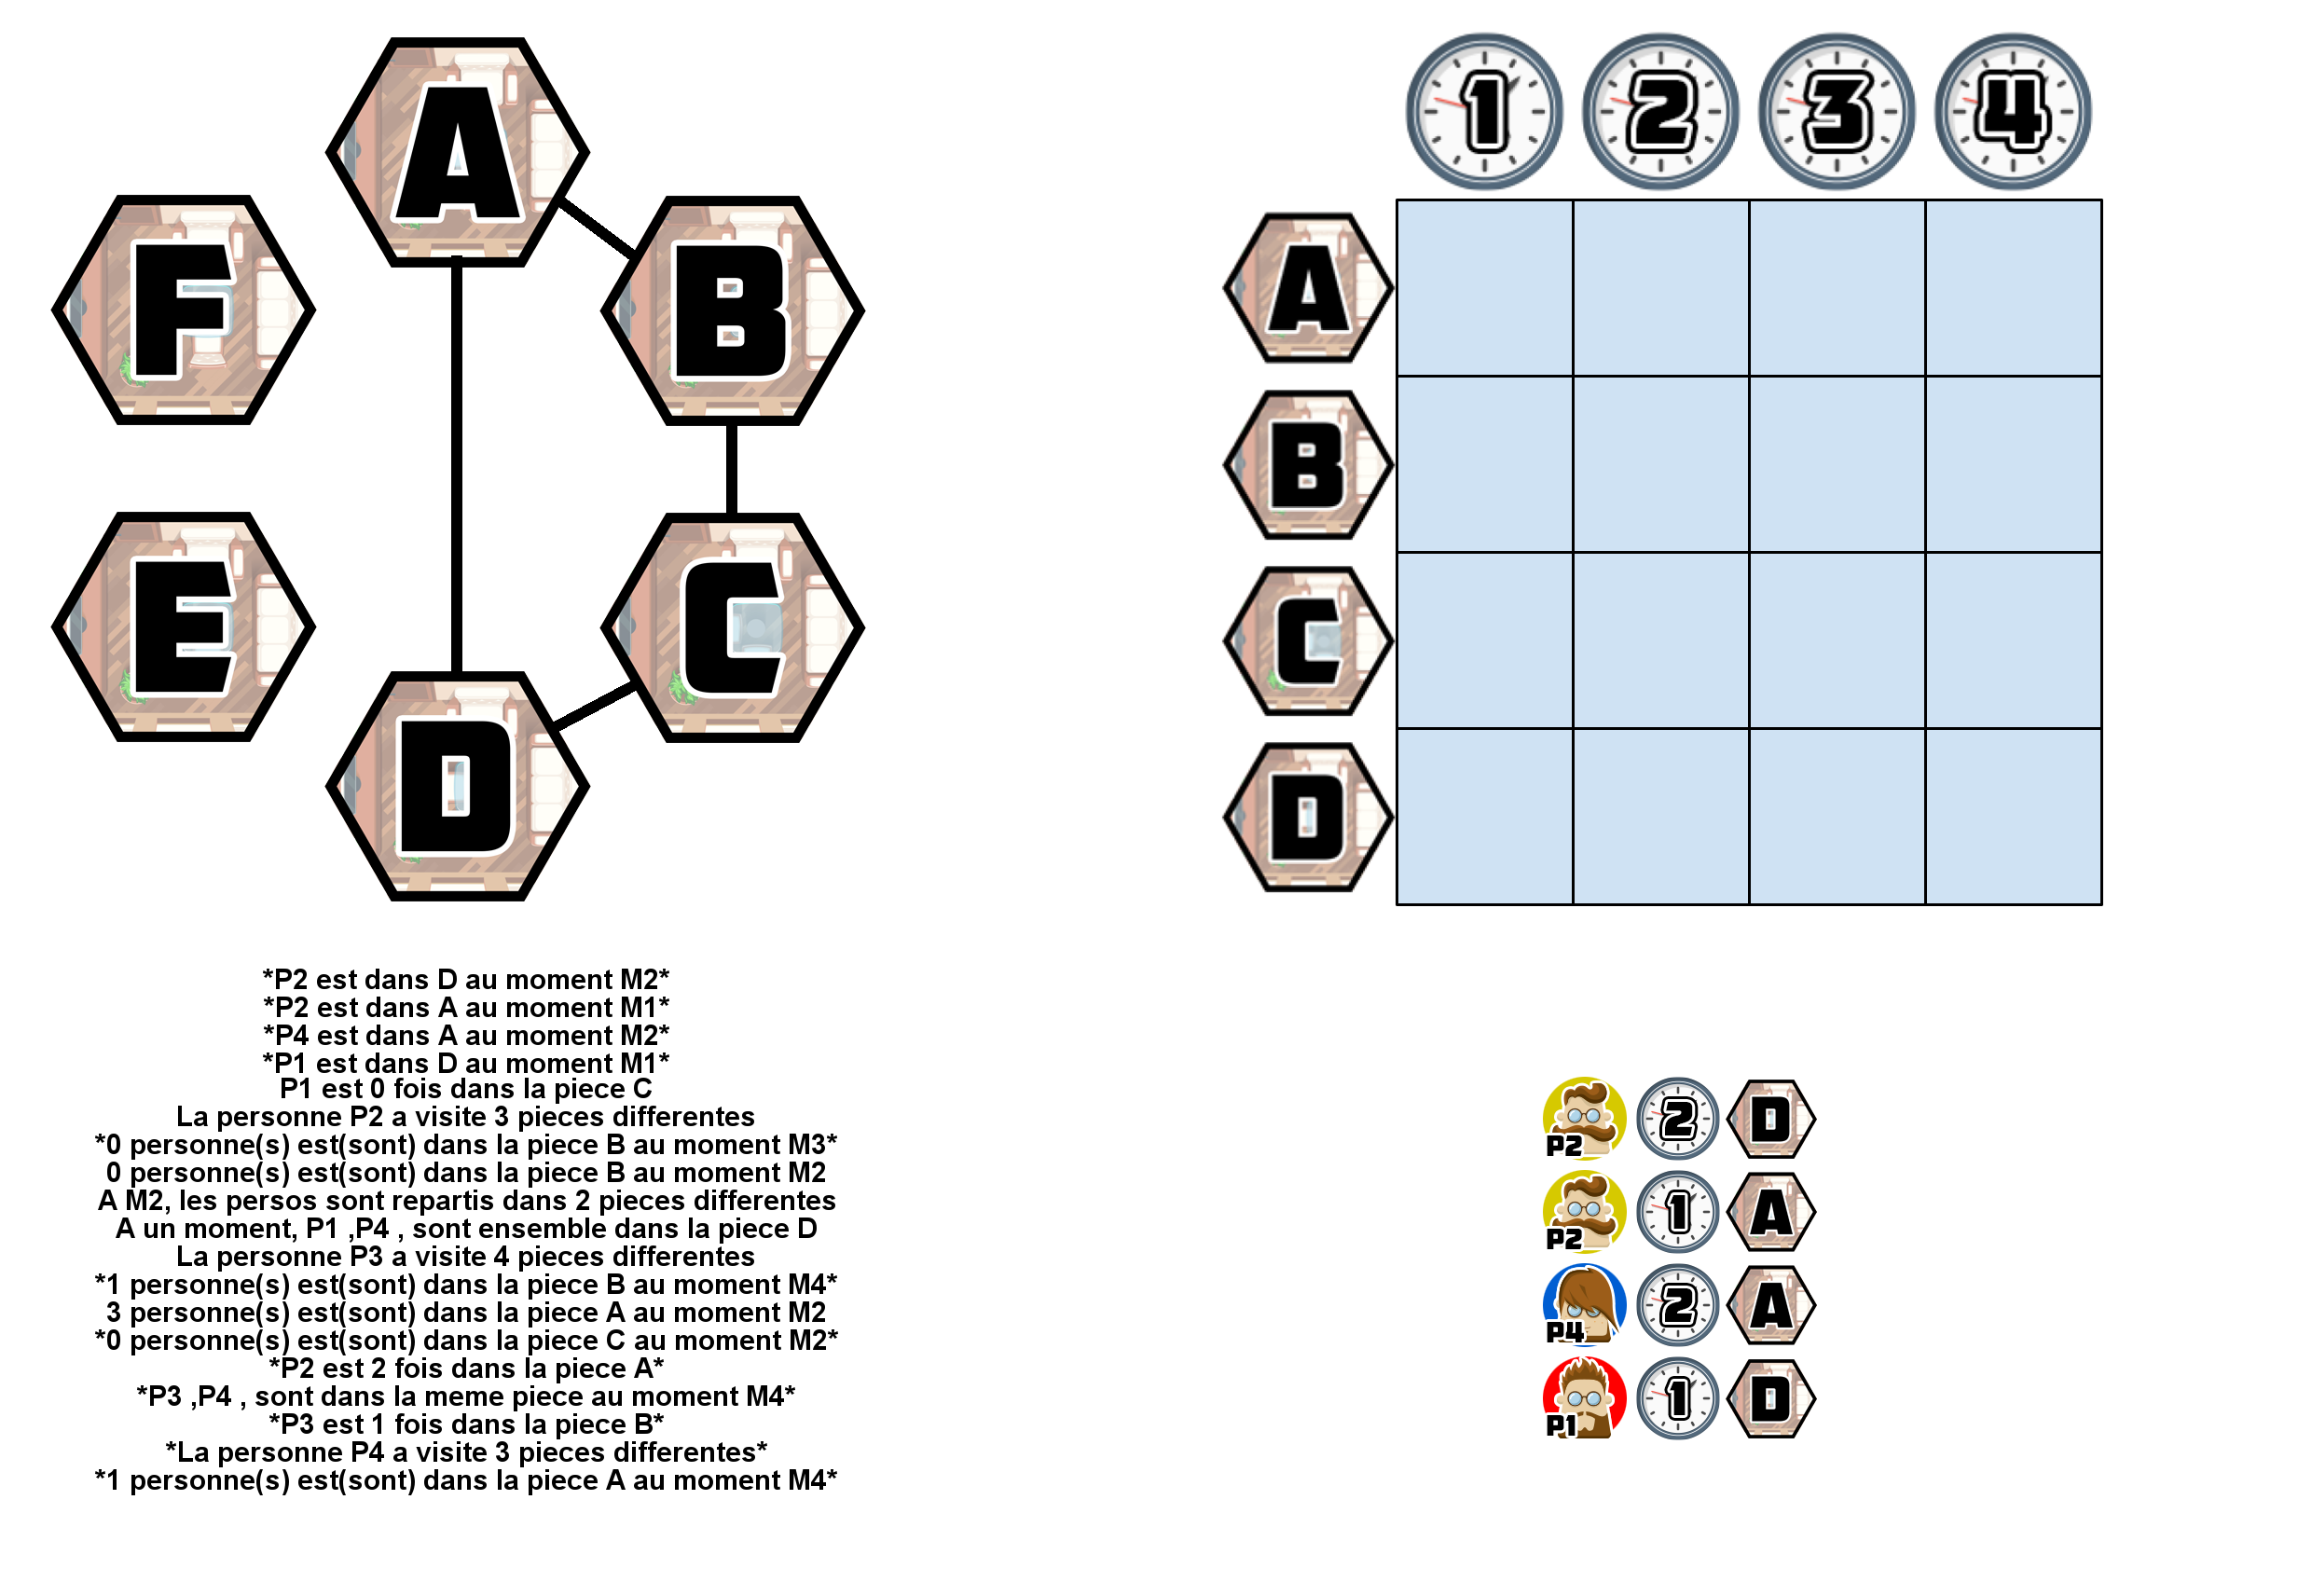 A
B
C
D
E
F
1 2 3 4
A
B
C
D
*P2 est dans D au moment M2*
*P2 est dans A au moment M1*
*P4 est dans A au moment M2*
*P1 est dans D au moment M1*
P1 est 0 fois dans la piece C
La personne P2 a visite 3 pieces differentes
*0 personne(s) est(sont) dans la piece B au moment M3*
0 personne(s) est(sont) dans la piece B au moment M2
A M2, les persos sont repartis dans 2 pieces differentes
A un moment, P1 ,P4 , sont ensemble dans la piece D
La personne P3 a visite 4 pieces differentes
*1 personne(s) est(sont) dans la piece B au moment M4*
3 personne(s) est(sont) dans la piece A au moment M2
*0 personne(s) est(sont) dans la piece C au moment M2*
*P2 est 2 fois dans la piece A*
*P3 ,P4 , sont dans la meme piece au moment M4*
*P3 est 1 fois dans la piece B*
*La personne P4 a visite 3 pieces differentes*
*1 personne(s) est(sont) dans la piece A au moment M4*
P2 2 D
P2 1 A
P4 2 A
P1 1 D